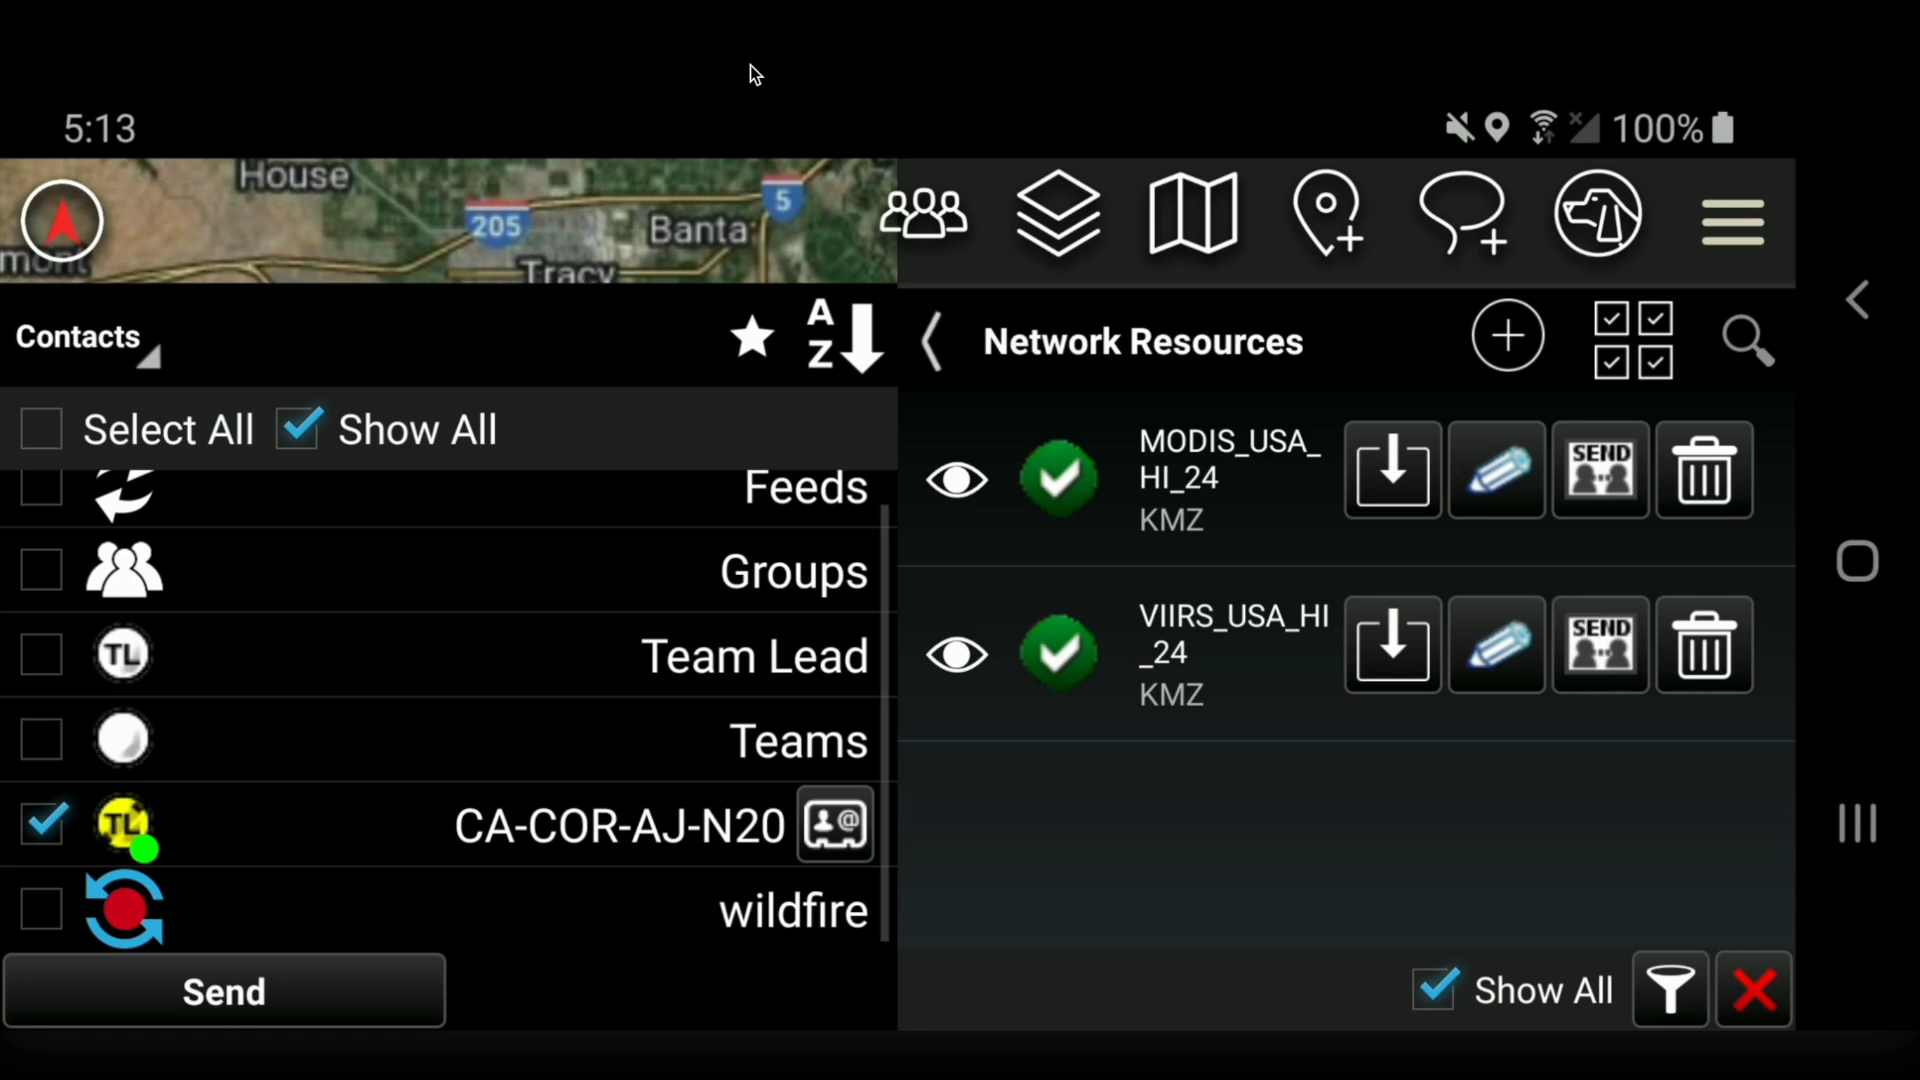 5:13
100%
House
205
5
Banta
mont
Tracy
Contacts
A
Z
Network Resources
Select All
Show All
Feeds
Groups
TL
Team Lead
Teams
TL
CA-COR-AJ-N20
@
wildfire
Send
MODIS_USA_
HI_24
KMZ
SEND
VIIRS_USA_HI
_24
KMZ
SEND
Show All